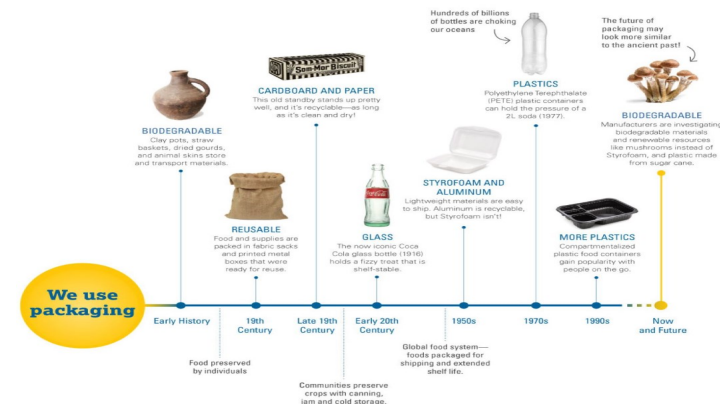 Hundreds of billions
of bottles are choking
our oceans
The future of
packaging may
look more similar
to the ancient past!
Som-Mor Biscuit
CARDBOARD AND PAPER
This old standby stands up pretty
well, and it's recyclable—as long
as it's clean and dry!
PLASTICS
Polyethylene Terephthalate
(PETE) plastic containers
can hold the pressure of a
2L soda (1977).
BIODEGRADABLE
Clay pots, straw
baskets, dried gourds,
and animal skins store
and transport materials.
BIODEGRADABLE
Manufacturers are investigating
biodegradable materials
and renewable resources
like mushrooms instead of
Styrofoam, and plastic made
from sugar cane.
STYROFOAM AND
ALUMINUM
Lightweight materials are easy
to ship. Aluminum is recyclable,
but Styrofoam isn't!
Coca-Cola
REUSABLE
Food and supplies are
packed in fabric sacks
and printed metal
boxes that were
ready for reuse.
GLASS
The now iconic Coca
Cola glass bottle (1916)
holds a fizzy treat that is
shelf-stable.
MORE PLASTICS
Compartmentalized
plastic food containers
gain popularity with
people on the go.
We use
packaging
Early History
19th
Century
Late 19th
Century
Early 20th
Century
1950s
1970s
1990s
Now
and Future
Food preserved
by individuals
Communities preserve
crops with canning,
jam and cold storage.
Global food system—
foods packaged for
shipping and extended
shelf life.